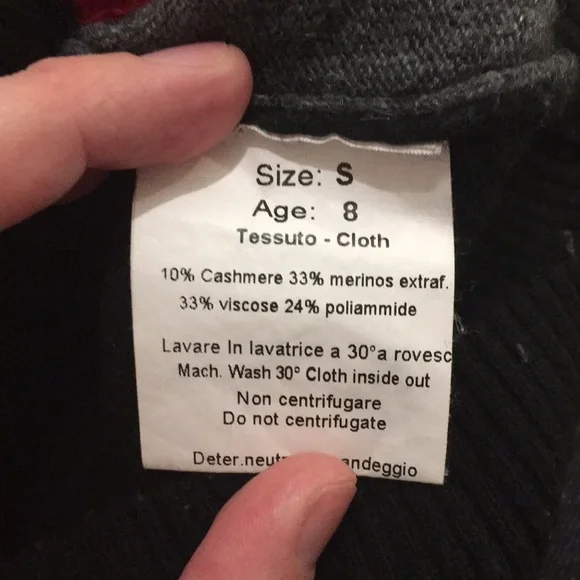 Size: S
Age: 8
Tessuto - Cloth
10% Cashmere 33% merinos extraf.
33% viscose 24% poliammide
Lavare In lavatrice a 30°a rovesc
Mach. Wash 30° Cloth inside out
Non centrifugare
Do not centrifugate